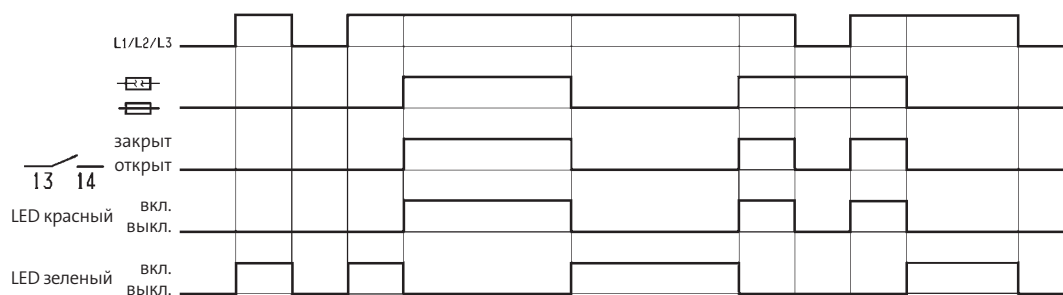 L1/L2/L3
закрыт
открыт
13 14
LED красный
вкл.
выкл.
LED зеленый
вкл.
выкл.